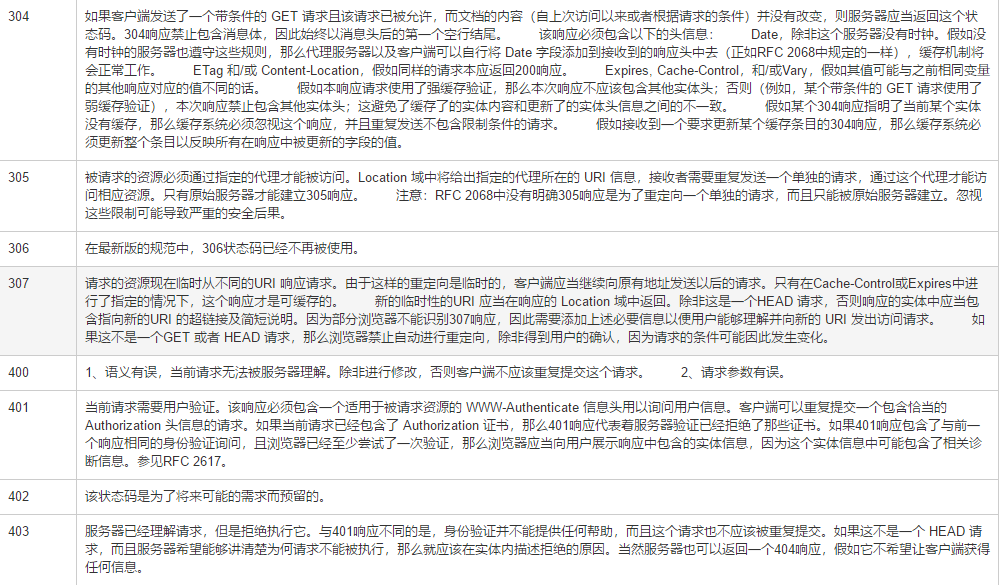 304
如果客户端发送了一个带条件的 GET 请求且该请求已被允许，而文档的内容（自上次访问以来或者根据请求的条件）并没有改变，则服务器应当返回这个状
态码。304响应禁止包含消息体，因此始终以消息头后的第一个空行结尾。 该响应必须包含以下的头信息： Date，除非这个服务器没有时钟。假如没
有时钟的服务器也遵守这些规则，那么代理服务器以及客户端可以自行将 Date 字段添加到接收到的响应头中去（正如RFC 2068中规定的一样），缓存机制将
会正常工作。 ETag 和/或 Content-Location，假如同样的请求本应返回200响应。 Expires, Cache-Control，和/或Vary，假如其值可能与之前相同变量
的其他响应对应的值不同的话。 假如本响应请求使用了强缓存验证，那么本次响应不应该包含其他实体头；否则（例如，某个带条件的 GET 请求使用了
弱缓存验证），本次响应禁止包含其他实体头；这避免了缓存了的实体内容和更新了的实体头信息之间的不一致。 假如某个304响应指明了当前某个实体
没有缓存，那么缓存系统必须忽视这个响应，并且重复发送不包含限制条件的请求。 假如接收到一个要求更新某个缓存条目的304响应，那么缓存系统必
须更新整个条目以反映所有在响应中被更新的字段的值。
305
被请求的资源必须通过指定的代理才能被访问。Location 域中将给出指定的代理所在的 URI 信息，接收者需要重复发送一个单独的请求，通过这个代理才能访
问相应资源。只有原始服务器才能建立305响应。 注意：RFC 2068中没有明确305响应是为了重定向一个单独的请求，而且只能被原始服务器建立。忽视
这些限制可能导致严重的安全后果。
306
在最新版的规范中，306状态码已经不再被使用。
307
请求的资源现在临时从不同的URI 响应请求。由于这样的重定向是临时的，客户端应当继续向原有地址发送以后的请求。只有在Cache-Control或Expires中进
行了指定的情况下，这个响应才是可缓存的。 新的临时性的URI 应当在响应的 Location 域中返回。除非这是一个HEAD 请求，否则响应的实体中应当包
含指向新的URI 的超链接及简短说明。因为部分浏览器不能识别307响应，因此需要添加上述必要信息以便用户能够理解并向新的 URI 发出访问请求。 如
果这不是一个GET 或者 HEAD 请求，那么浏览器禁止自动进行重定向，除非得到用户的确认，因为请求的条件可能因此发生变化。
400
1、语义有误，当前请求无法被服务器理解。除非进行修改，否则客户端不应该重复提交这个请求。 2、请求参数有误。
401
当前请求需要用户验证。该响应必须包含一个适用于被请求资源的 WWW-Authenticate 信息头用以询问用户信息。客户端可以重复提交一个包含恰当的
Authorization 头信息的请求。如果当前请求已经包含了 Authorization 证书，那么401响应代表着服务器验证已经拒绝了那些证书。如果401响应包含了与前一
个响应相同的身份验证询问，且浏览器已经至少尝试了一次验证，那么浏览器应当向用户展示响应中包含的实体信息，因为这个实体信息中可能包含了相关诊
断信息。参见RFC 2617。
402
该状态码是为了将来可能的需求而预留的。
403
服务器已经理解请求，但是拒绝执行它。与401响应不同的是，身份验证并不能提供任何帮助，而且这个请求也不应该被重复提交。如果这不是一个 HEAD 请
求，而且服务器希望能够讲清楚为何请求不能被执行，那么就应该在实体内描述拒绝的原因。当然服务器也可以返回一个404响应，假如它不希望让客户端获得
任何信息。